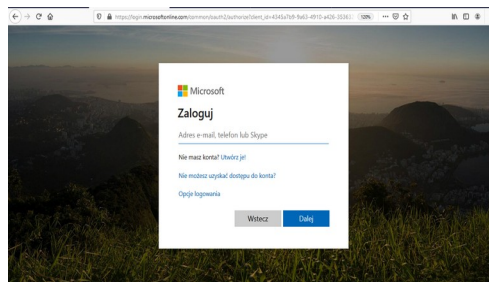 https://login.microsoftonline.com/common/oauth2/authorize?client_id=4345a7b9-9a63-4910-a426-35363 120%
Microsoft
Zaloguj
Adres e-mail, telefon lub Skype
Nie masz konta? Utwórz je!
Nie możesz uzyskać dostępu do konta?
Opcje logowania
Wstecz Dalej